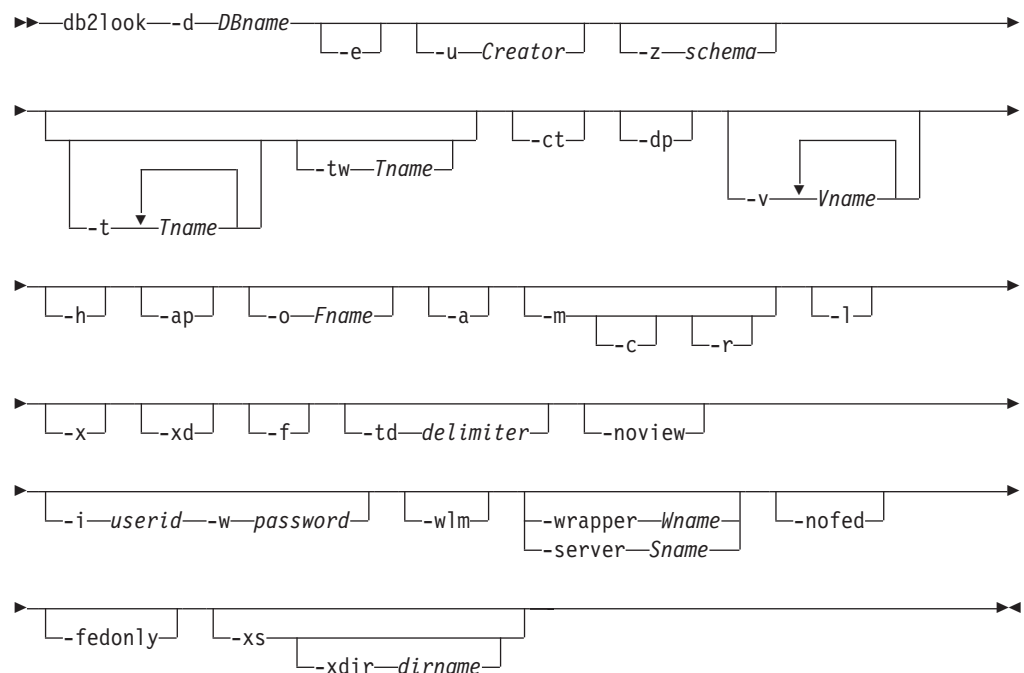 db2look -d DBname
-e -u Creator -z schema
-ct -dp
-tw Tname
-v Vname
-t Tname
-h -ap -o Fname -a -m -l
-c -r
-x -xd -f -td delimiter -noview
-i userid -w password -wlm -wrapper Wname -nofed
-server Sname
-fedonly -xs
-xdir dirname